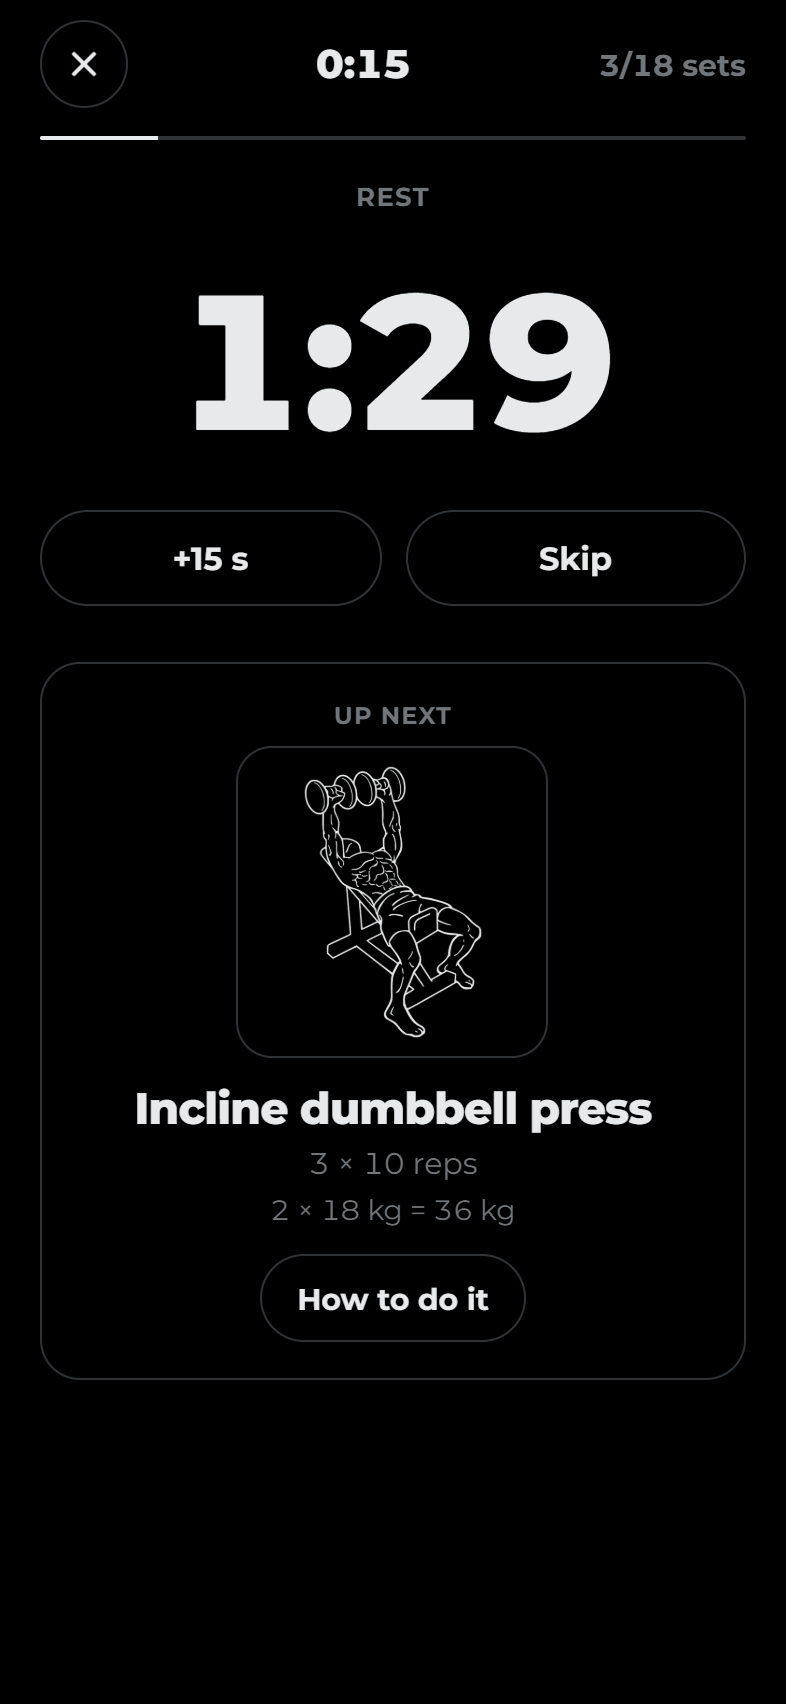 0:15
3/18 sets
REST
1:29
+15 s
Skip
UP NEXT
Incline dumbbell press
3 × 10 reps
2 × 18 kg = 36 kg
How to do it